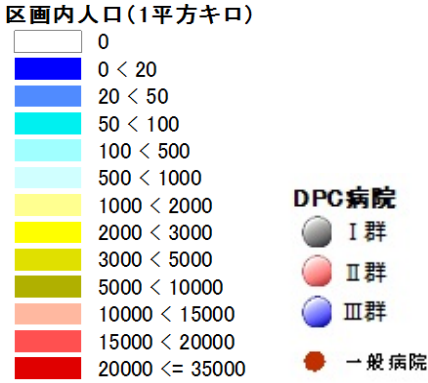 区画内人口(1平方キロ)
0
0 < 20
20 < 50
50 < 100
100 < 500
500 < 1000
1000 < 2000
2000 < 3000
3000 < 5000
5000 < 10000
10000 < 15000
15000 < 20000
20000 <= 35000
DPC病院
Ⅰ群
Ⅱ群
Ⅲ群
一般病院